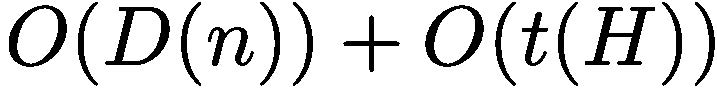 O(D(n)) + O(t(H))